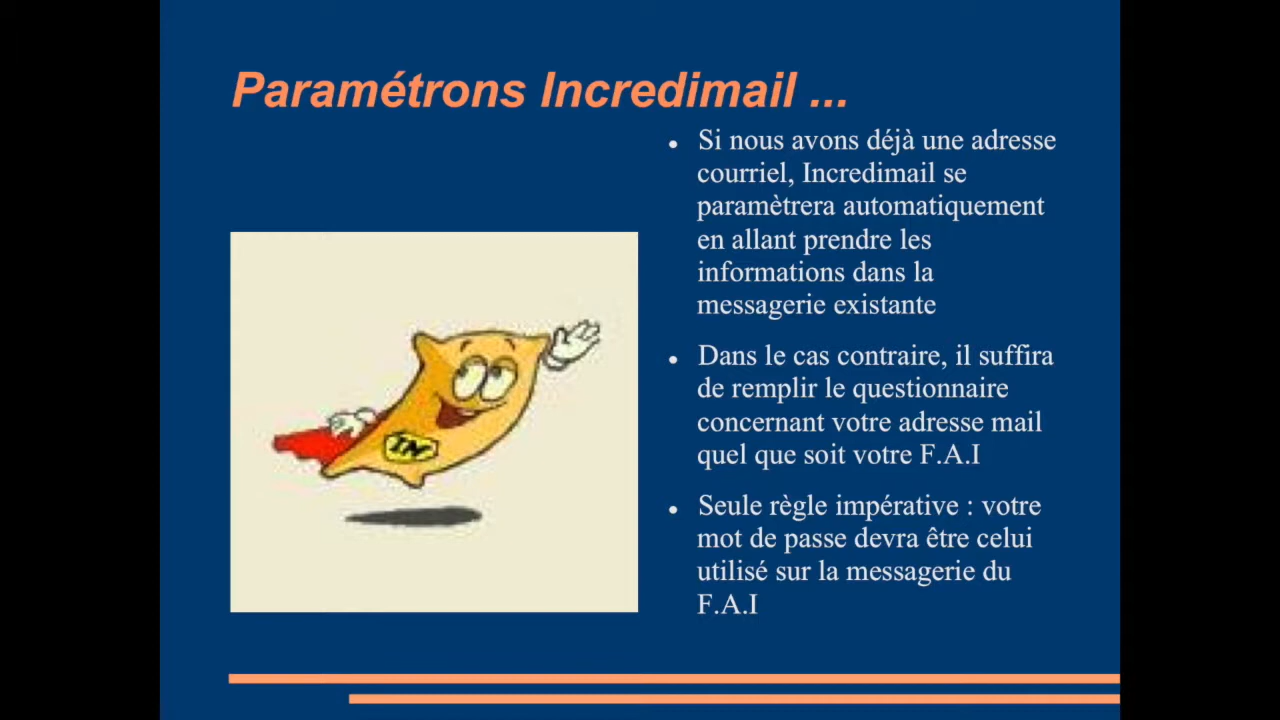 Paramétrons Incredimail ...
• Si nous avons déjà une adresse
courriel, Incredimail se
paramètrera automatiquement
en allant prendre les
informations dans la
messagerie existante
• Dans le cas contraire, il suffira
de remplir le questionnaire
concernant votre adresse mail
quel que soit votre F.A.I
• Seule règle impérative : votre
mot de passe devra être celui
utilisé sur la messagerie du
F.A.I
IN